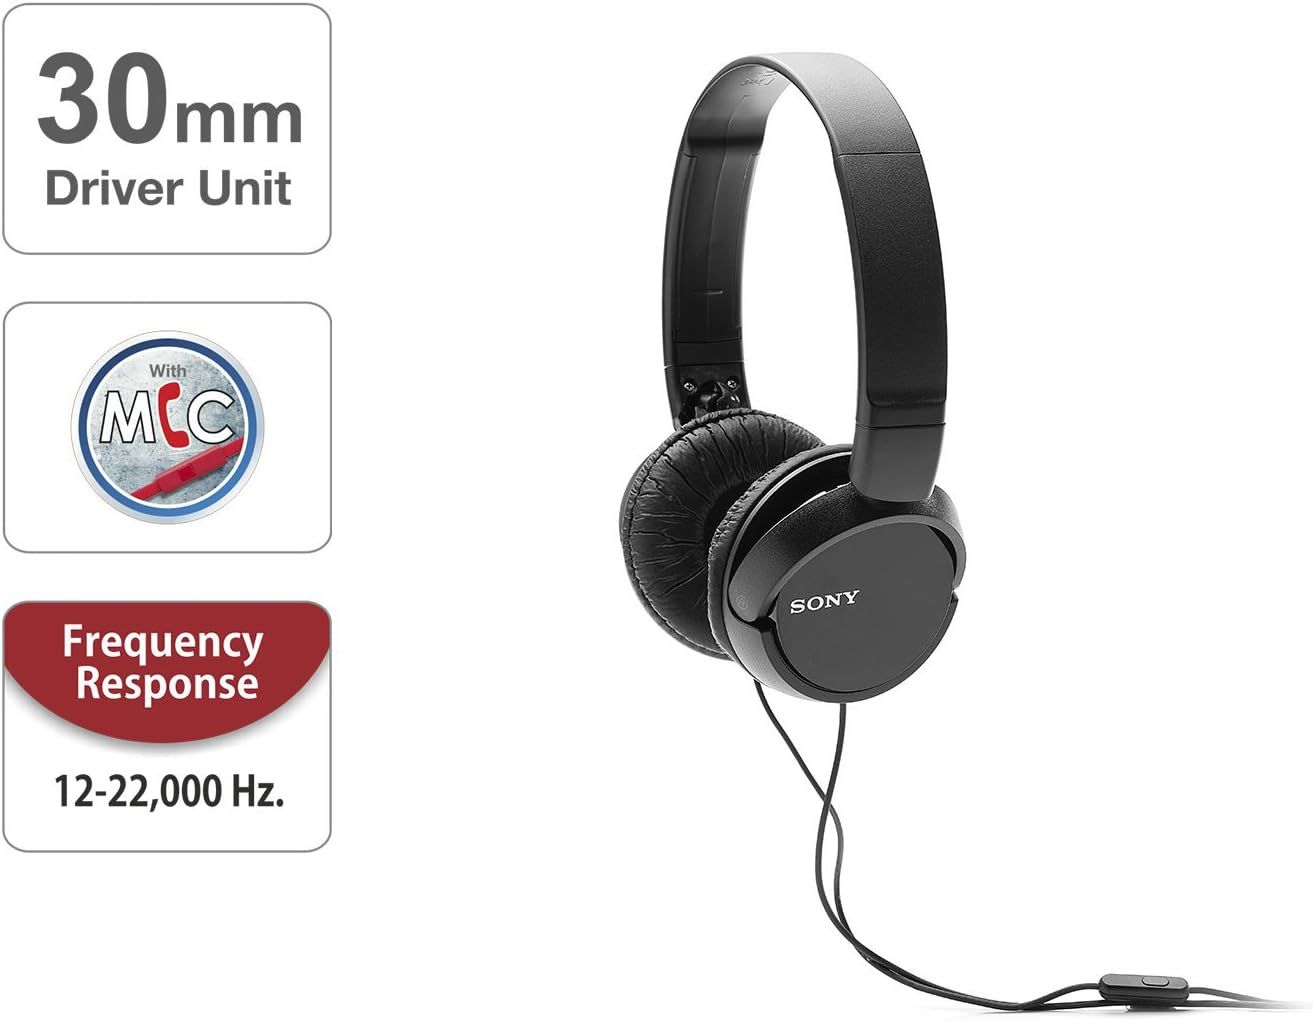 30mm
Driver Unit
With
MIC
Frequency
Response
12-22,000 Hz.
SONY